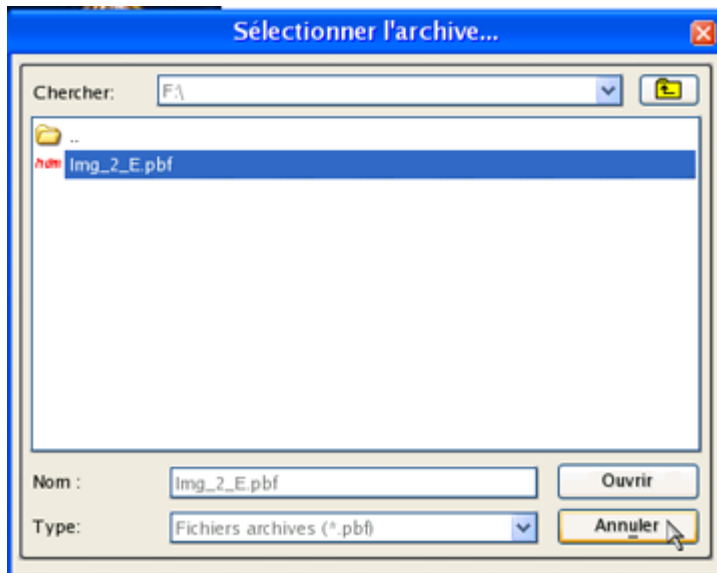 Sélectionner l'archive...
Chercher: F:\
..
hdm Img_2_E.pbf
Nom : Img_2_E.pbf Ouvrir
Type: Fichiers archives (*.pbf) Annuler